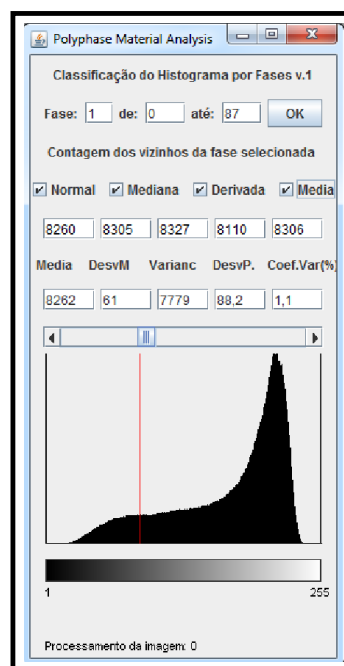 Polyphase Material Analysis
Classificação do Histograma por Fases v.1
Fase: 1 de: 0 até: 87 OK
Contagem dos vizinhos da fase selecionada
Normal Mediana Derivada Media
8260 8305 8327 8110 8306
Media DesvM Varianc DesvP. Coef.Var(%)
8262 61 7779 88,2 1,1
1 255
Processamento da imagem: 0